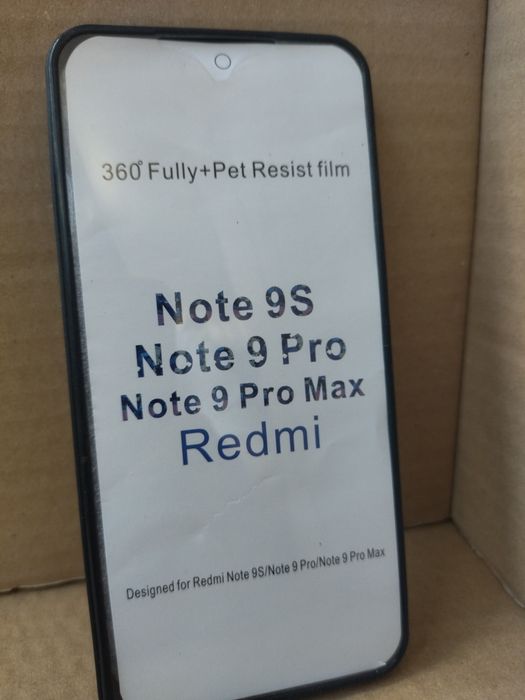 360° Fully+Pet Resist film
Note 9S
Note 9 Pro
Note 9 Pro Max
Redmi
Designed for Redmi Note 9S/Note 9 Pro/Note 9 Pro Max